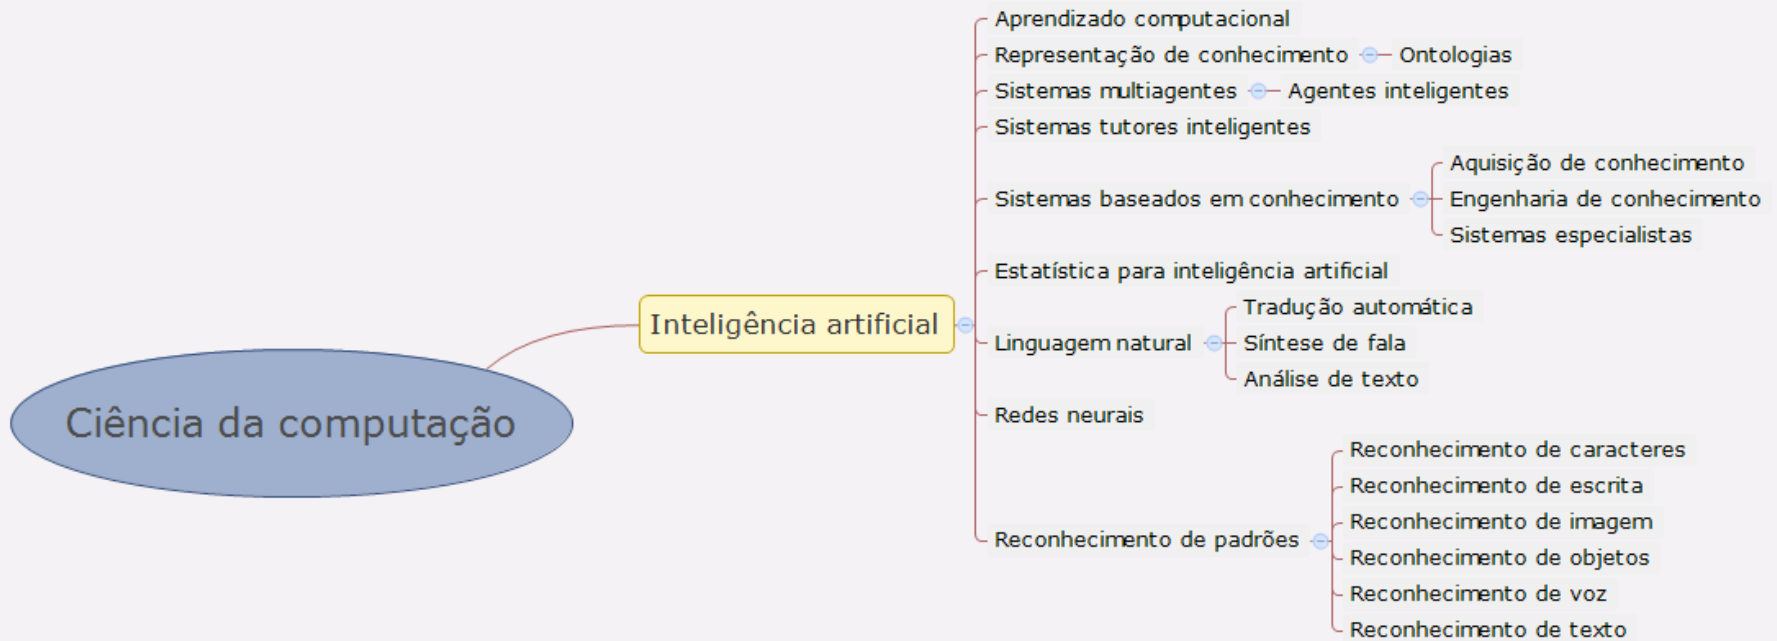 Ciência da computação
Inteligência artificial
Aprendizado computacional
Representação de conhecimento
Ontologias
Sistemas multiagentes
Agentes inteligentes
Sistemas tutores inteligentes
Sistemas baseados em conhecimento
Aquisição de conhecimento
Engenharia de conhecimento
Sistemas especialistas
Estatística para inteligência artificial
Linguagem natural
Tradução automática
Síntese de fala
Análise de texto
Redes neurais
Reconhecimento de padrões
Reconhecimento de caracteres
Reconhecimento de escrita
Reconhecimento de imagem
Reconhecimento de objetos
Reconhecimento de voz
Reconhecimento de texto